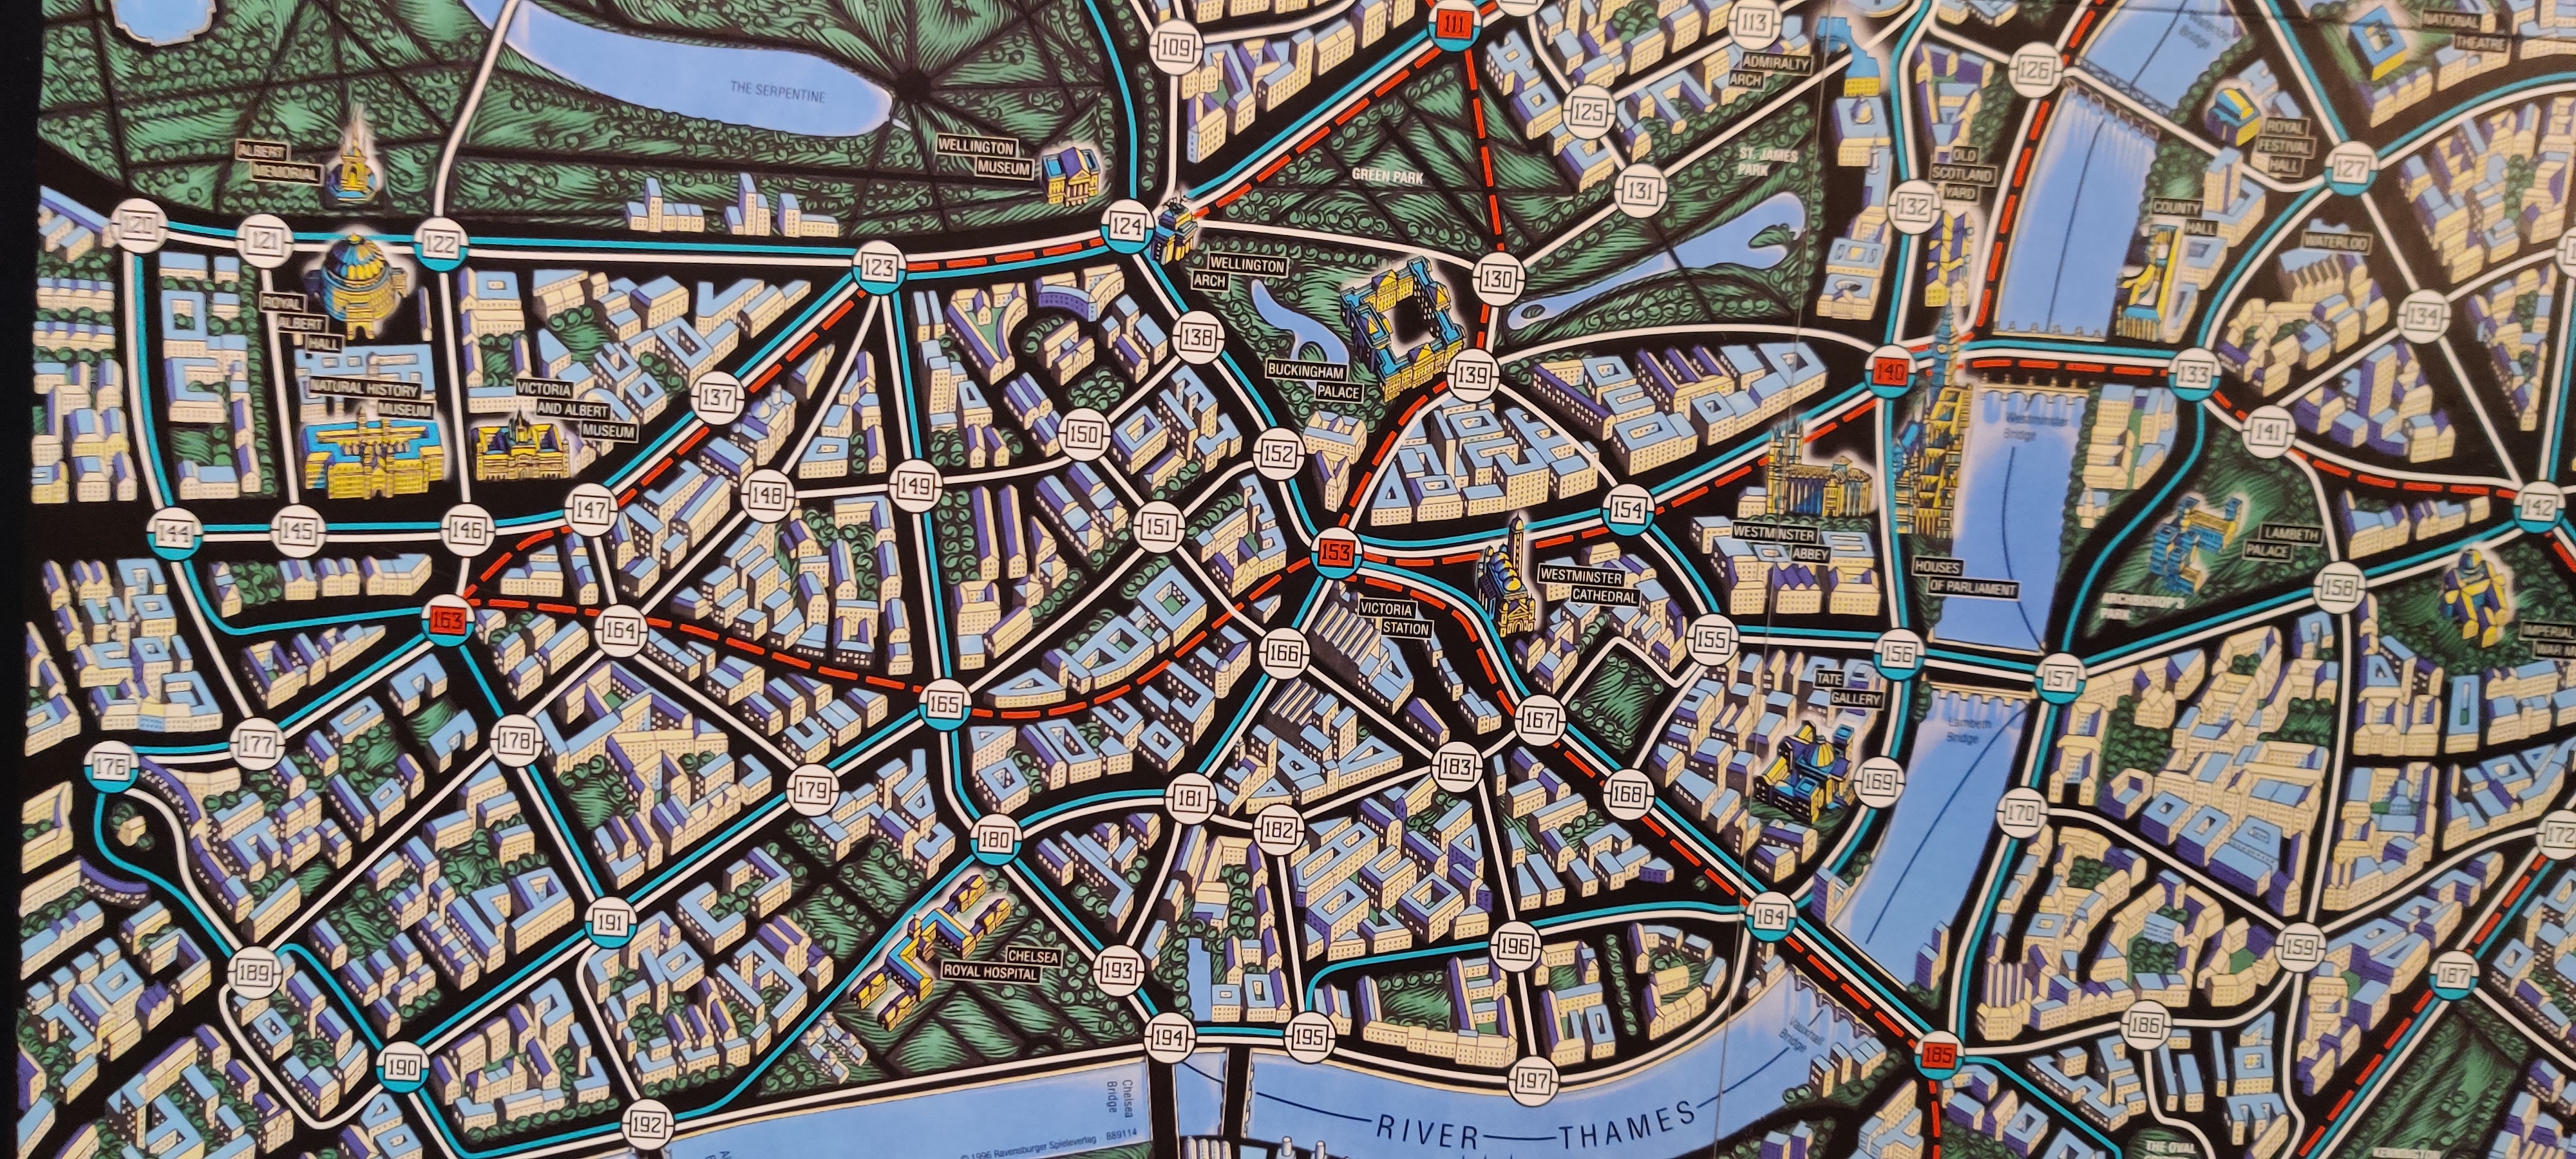 109
111
113
ADMIRALTY
ARCH
126
Bridge
NATIONAL
THEATRE
THE SERPENTINE
125
ALBERT
MEMORIAL
WELLINGTON
MUSEUM
GREEN PARK
ST. JAMES
PARK
OLD
SCOTLAND
YARD
ROYAL
FESTIVAL
HALL
127
120
121
122
123
124
131
132
COUNTY
HALL
WATERLOO
ROYAL
ALBERT
HALL
WELLINGTON
ARCH
130
134
138
NATURAL HISTORY
MUSEUM
VICTORIA
AND ALBERT
MUSEUM
137
BUCKINGHAM
PALACE
139
140
133
Westminster
Bridge
141
150
152
148
149
147
144
145
146
151
153
154
WESTMINSTER
ABBEY
142
LAMBETH
PALACE
HOUSES
OF PARLIAMENT
WESTMINSTER
CATHEDRAL
VICTORIA
STATION
158
IMPERIAL
WAR M
163
164
166
155
156
157
TATE
GALLERY
Lambeth
Bridge
165
167
176
177
178
179
183
168
169
170
181
182
180
172
191
184
CHELSEA
ROYAL HOSPITAL
189
193
196
159
187
194
195
186
Vauxhall
Bridge
190
185
197
192
Chelsea
Bridge
RIVER THAMES
© 1996 Ravensburger Spieleverlag 889114
THE OVAL
KENNINGTON